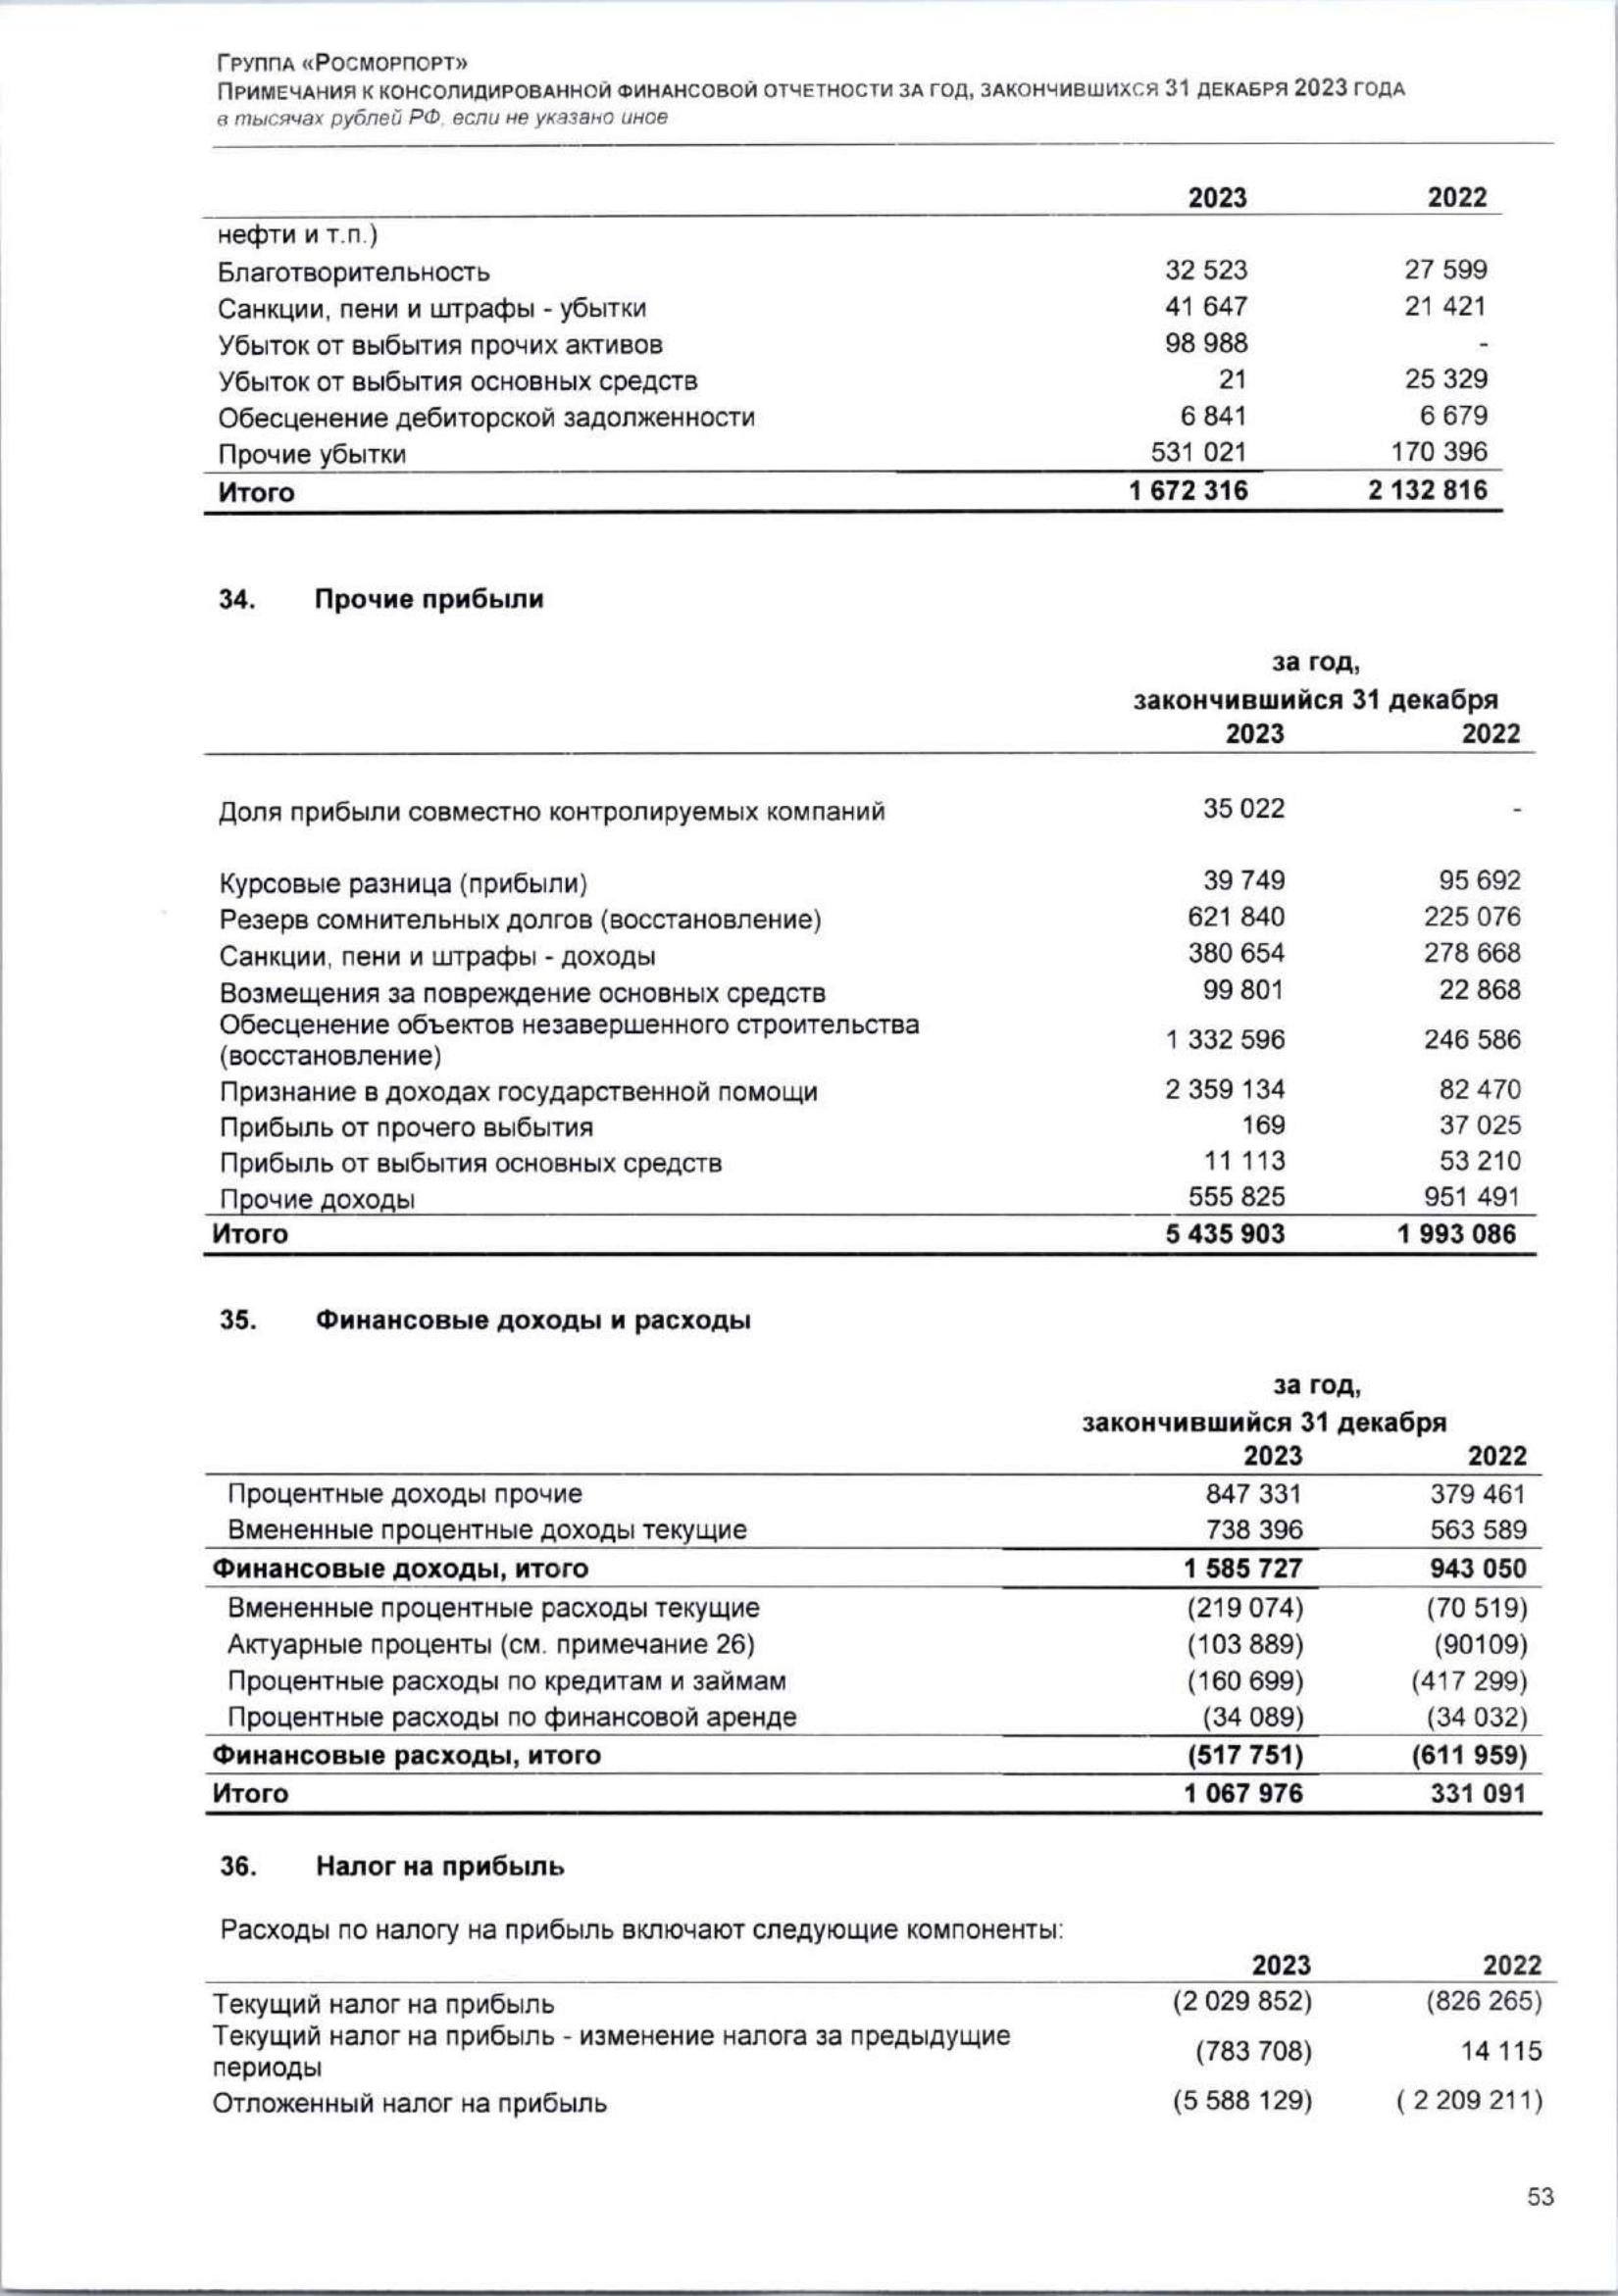 ГРУППА «РОСМОРПОРТ»
ПРИМЕЧАНИЯ К КОНСОЛИДИРОВАННОЙ ФИНАНСОВОЙ ОТЧЕТНОСТИ ЗА ГОД, ЗАКОНЧИВШИХСЯ 31 ДЕКАБРЯ 2023 ГОДА
в тысячах рублей РФ, если не указано иное
2023 2022
нефти и т.п.)
Благотворительность 32 523 27 599
Санкции, пени и штрафы - убытки 41 647 21 421
Убыток от выбытия прочих активов 98 988 -
Убыток от выбытия основных средств 21 25 329
Обесценение дебиторской задолженности 6 841 6 679
Прочие убытки 531 021 170 396
Итого 1 672 316 2 132 816
34. Прочие прибыли
за год,
закончившийся 31 декабря
2023 2022
Доля прибыли совместно контролируемых компаний 35 022 -
Курсовые разница (прибыли) 39 749 95 692
Резерв сомнительных долгов (восстановление) 621 840 225 076
Санкции, пени и штрафы - доходы 380 654 278 668
Возмещения за повреждение основных средств 99 801 22 868
Обесценение объектов незавершенного строительства
(восстановление) 1 332 596 246 586
Признание в доходах государственной помощи 2 359 134 82 470
Прибыль от прочего выбытия 169 37 025
Прибыль от выбытия основных средств 11 113 53 210
Прочие доходы 555 825 951 491
Итого 5 435 903 1 993 086
35. Финансовые доходы и расходы
за год,
закончившийся 31 декабря
2023 2022
Процентные доходы прочие 847 331 379 461
Вмененные процентные доходы текущие 738 396 563 589
Финансовые доходы, итого 1 585 727 943 050
Вмененные процентные расходы текущие (219 074) (70 519)
Актуарные проценты (см. примечание 26) (103 889) (90109)
Процентные расходы по кредитам и займам (160 699) (417 299)
Процентные расходы по финансовой аренде (34 089) (34 032)
Финансовые расходы, итого (517 751) (611 959)
Итого 1 067 976 331 091
36. Налог на прибыль
Расходы по налогу на прибыль включают следующие компоненты:
2023 2022
Текущий налог на прибыль (2 029 852) (826 265)
Текущий налог на прибыль - изменение налога за предыдущие
периоды (783 708) 14 115
Отложенный налог на прибыль (5 588 129) ( 2 209 211)
53